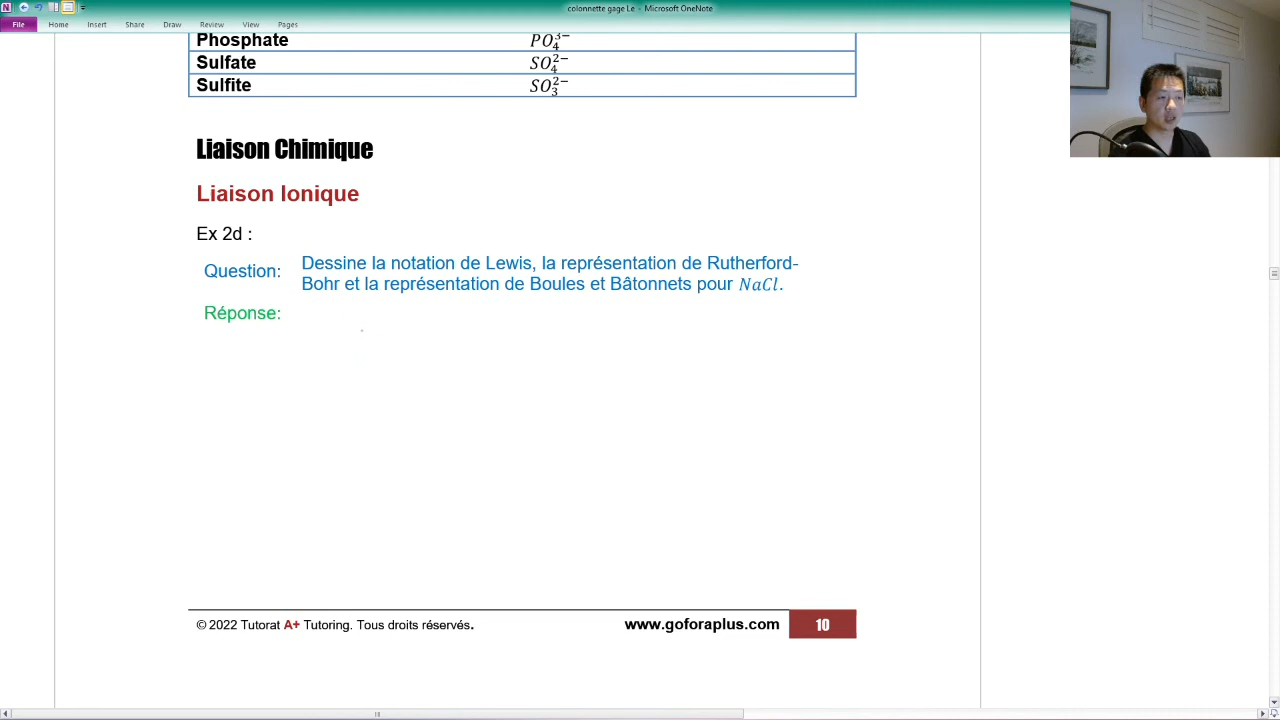 colonnette gage Le - Microsoft OneNote
File Home Insert Share Draw Review View Pages
Phosphate PO₄³⁻
Sulfate SO₄²⁻
Sulfite SO₃²⁻
Liaison Chimique
Liaison Ionique
Ex 2d :
Question: Dessine la notation de Lewis, la représentation de Rutherford-
Bohr et la représentation de Boules et Bâtonnets pour NaCl.
Réponse:
© 2022 Tutorat A+ Tutoring. Tous droits réservés. www.goforaplus.com 10